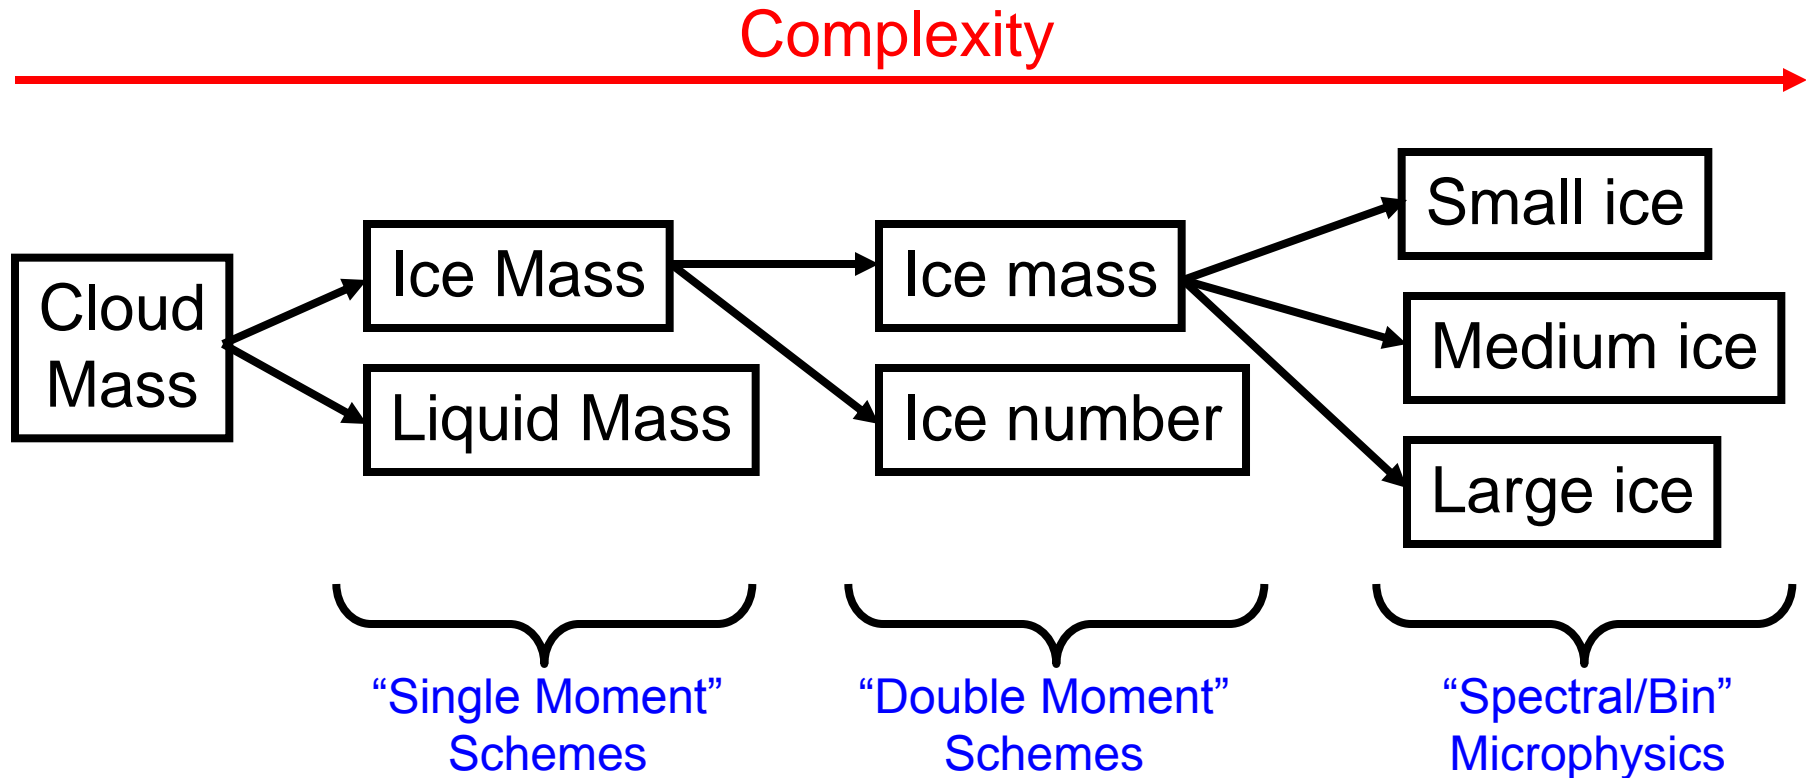 Complexity
Cloud
Mass
Ice Mass
Liquid Mass
Ice mass
Ice number
Small ice
Medium ice
Large ice
“Single Moment”
Schemes
“Double Moment”
Schemes
“Spectral/Bin”
Microphysics